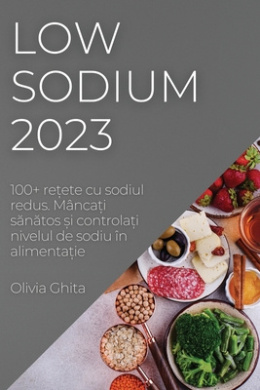 LOW
SODIUM
2023
100+ rețete cu sodiul
redus. Mâncați
sănătos și controlați
nivelul de sodiu în
alimentație
Olivia Ghita